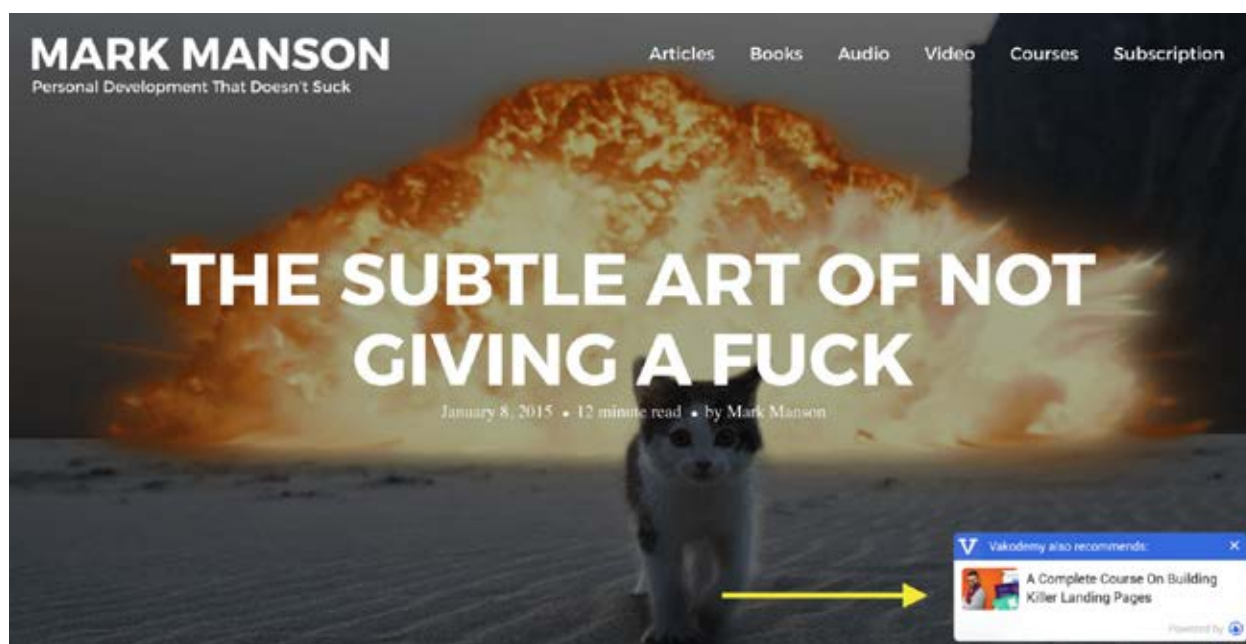 MARK MANSON
Personal Development That Doesn't Suck
Articles Books Audio Video Courses Subscription
THE SUBTLE ART OF NOT
GIVING A FUCK
January 8, 2015 • 12 minute read • by Mark Manson
V Vakodemy also recommends: ×
A Complete Course On Building
Killer Landing Pages
Powered by